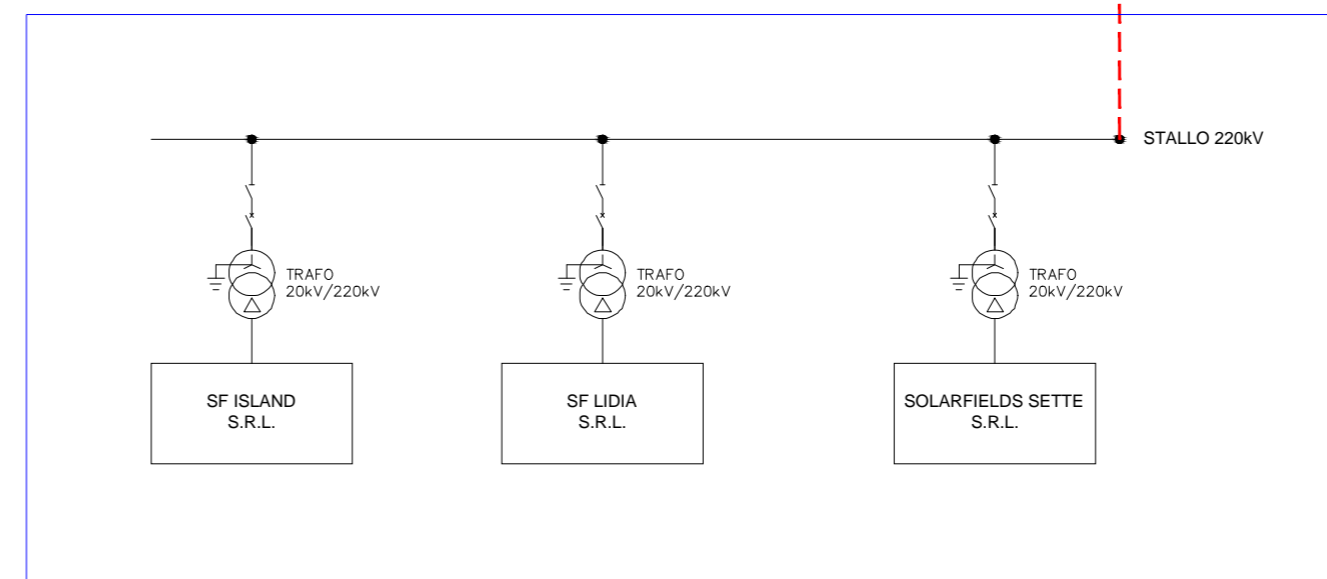 STALLO 220kV
TRAFO
20kV/220kV
TRAFO
20kV/220kV
TRAFO
20kV/220kV
SF ISLAND
S.R.L.
SF LIDIA
S.R.L.
SOLARFIELDS SETTE
S.R.L.